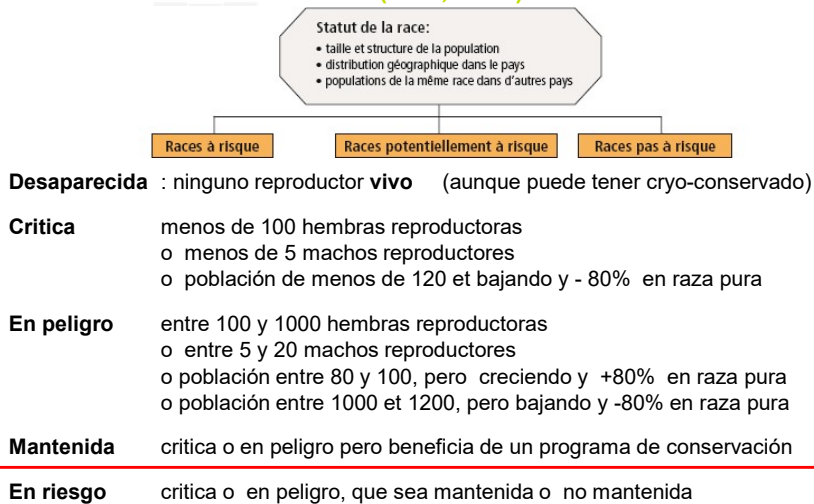 Statut de la race:
• taille et structure de la population
• distribution géographique dans le pays
• populations de la même race dans d'autres pays
Races à risque
Races potentiellement à risque
Races pas à risque
Desaparecida : ninguno reproductor vivo (aunque puede tener cryo-conservado)
Critica menos de 100 hembras reproductoras
o menos de 5 machos reproductores
o población de menos de 120 et bajando y - 80% en raza pura
En peligro entre 100 y 1000 hembras reproductoras
o entre 5 y 20 machos reproductores
o población entre 80 y 100, pero creciendo y +80% en raza pura
o población entre 1000 et 1200, pero bajando y -80% en raza pura
Mantenida critica o en peligro pero beneficia de un programa de conservación
En riesgo critica o en peligro, que sea mantenida o no mantenida